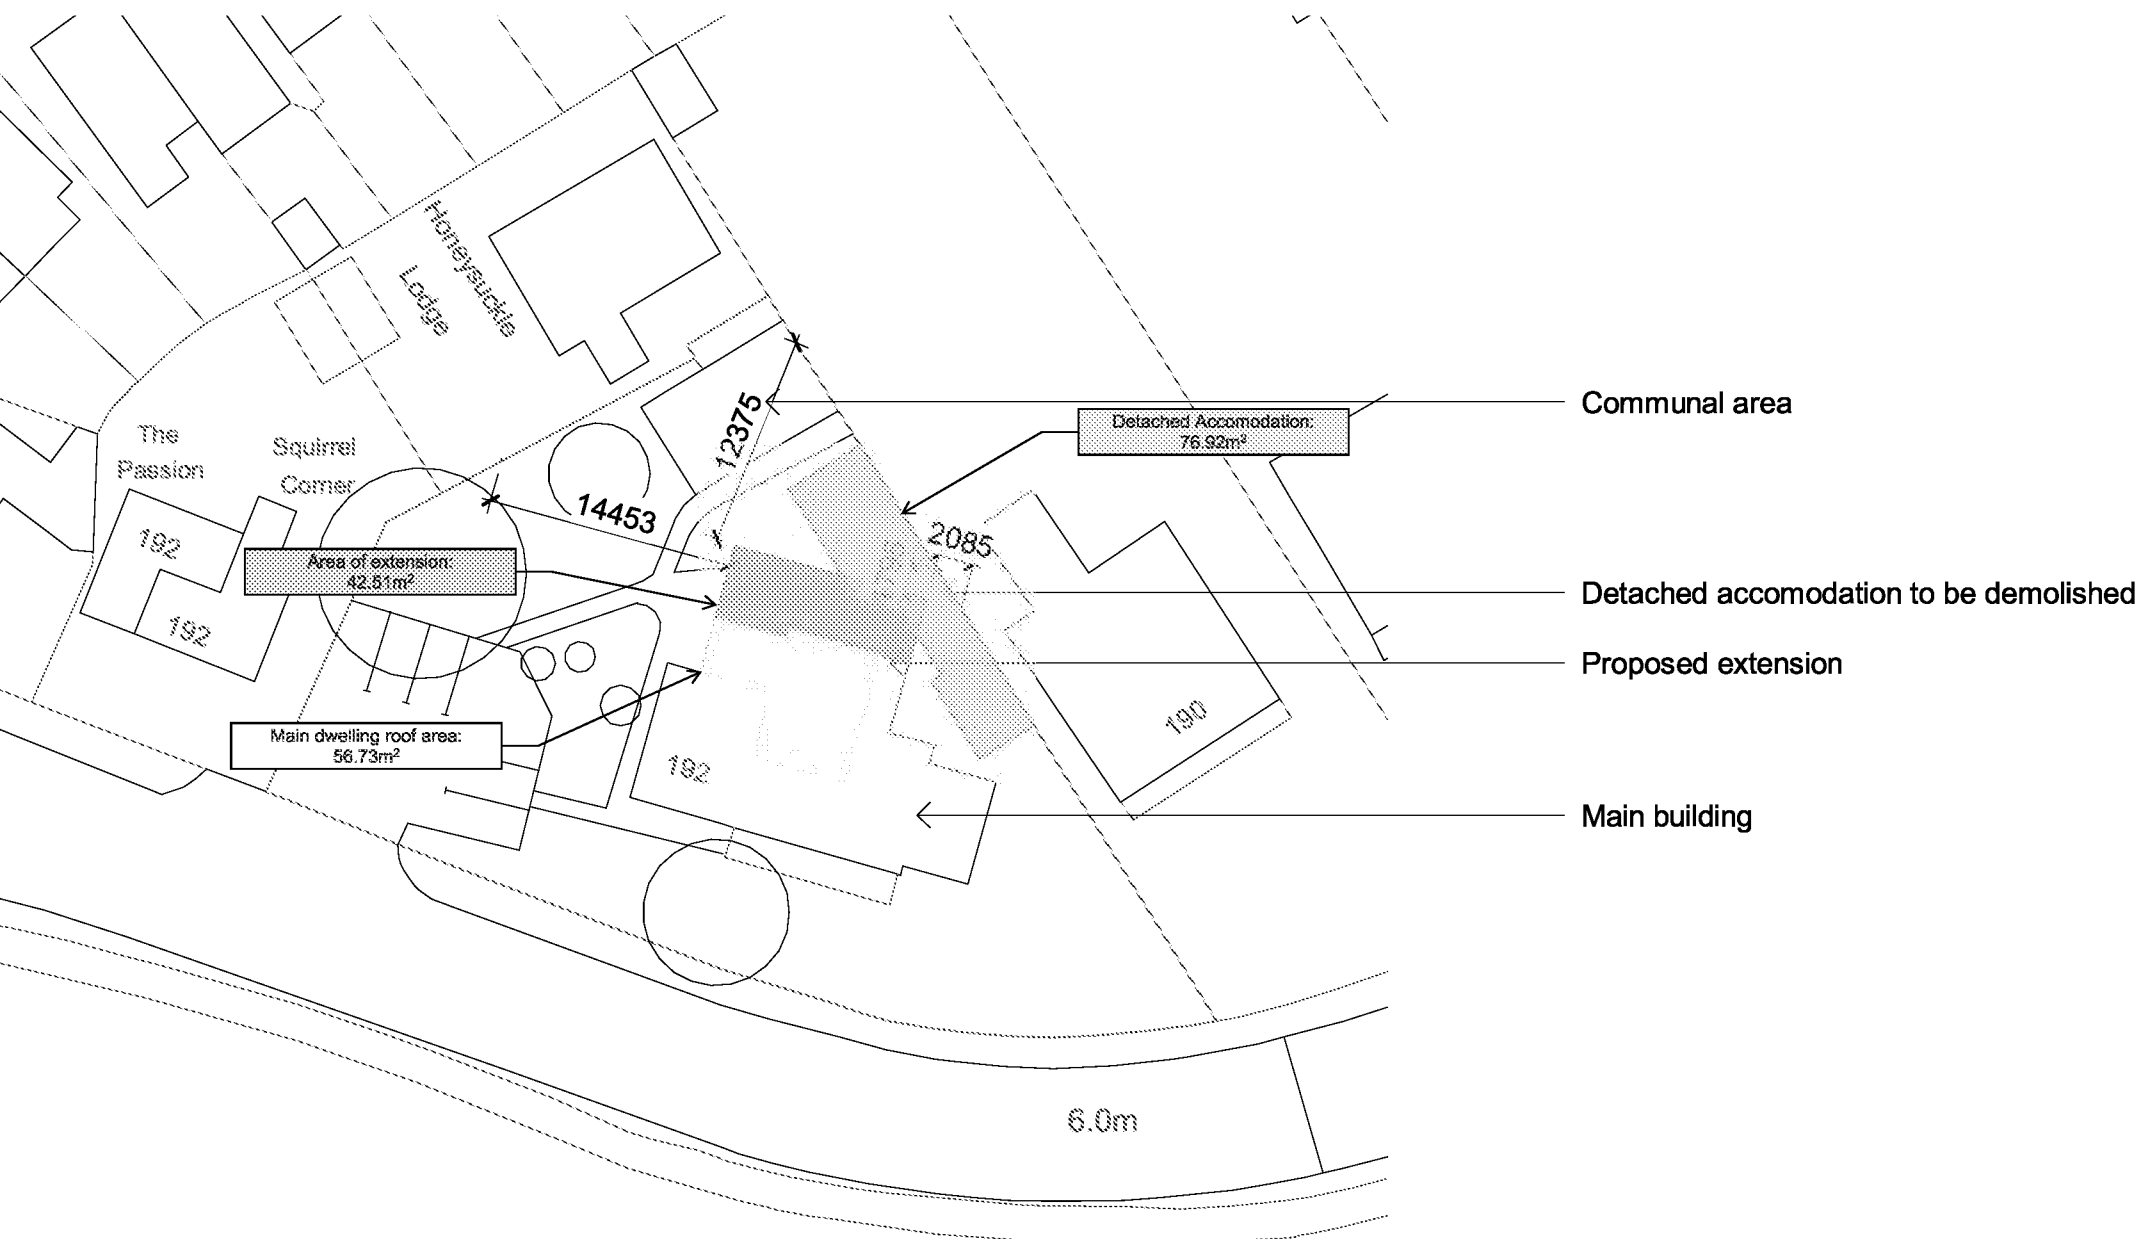 Honeysuckle
Lodge
12375
Communal area
Detached Accomodation:
76.92m²
The
Passion
Squirrel
Corner
14453
2085
192
Area of extension:
42.51m²
Detached accomodation to be demolished
192
Proposed extension
190
Main dwelling roof area:
56.73m²
192
Main building
6.0m